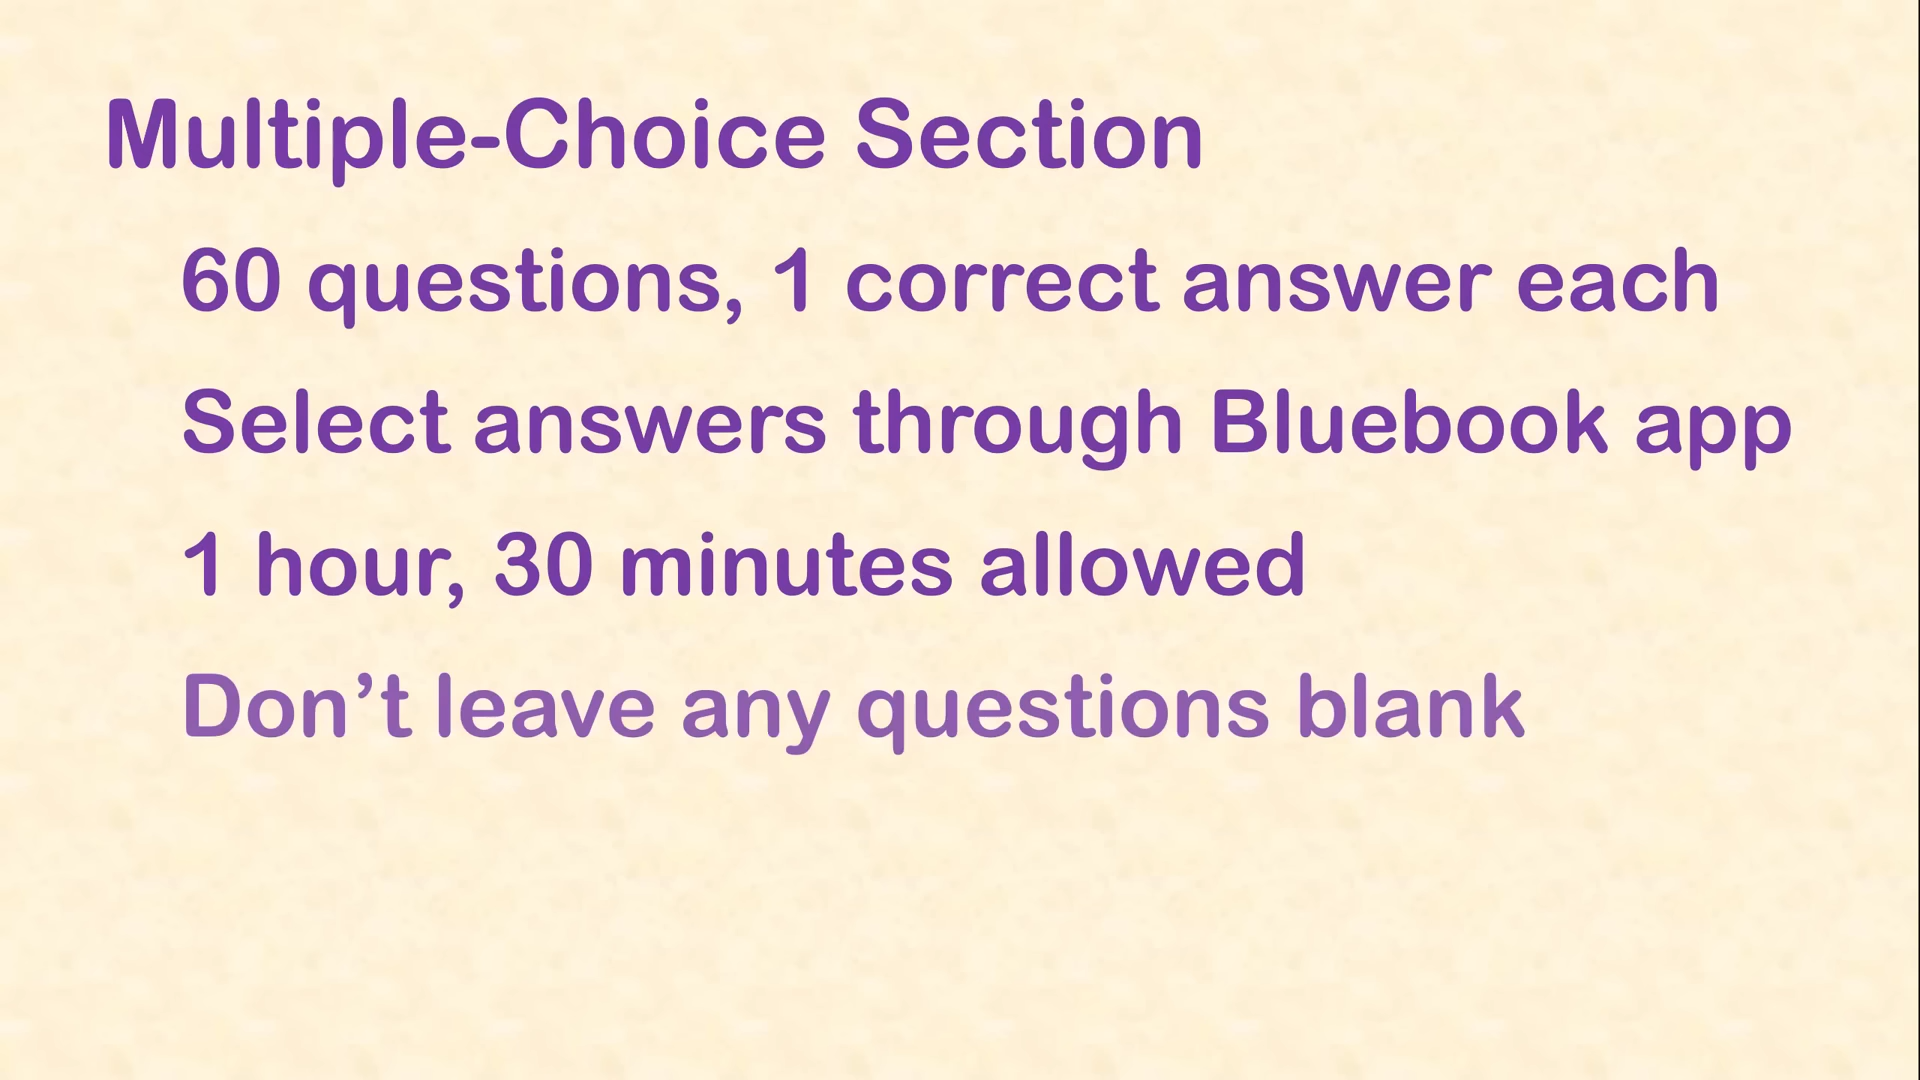 Multiple-Choice Section
60 questions, 1 correct answer each
Select answers through Bluebook app
1 hour, 30 minutes allowed
Don’t leave any questions blank